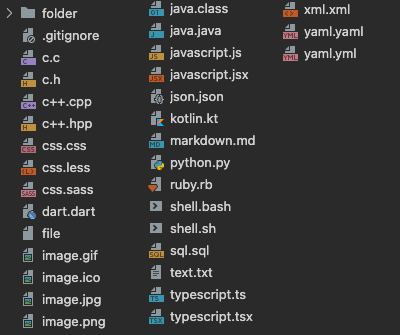 folder
.gitignore
c.c
c.h
c++.cpp
c++.hpp
css.css
css.less
css.sass
dart.dart
file
image.gif
image.ico
image.jpg
image.png
java.class
java.java
javascript.js
javascript.jsx
json.json
kotlin.kt
markdown.md
python.py
ruby.rb
shell.bash
shell.sh
sql.sql
text.txt
typescript.ts
typescript.tsx
xml.xml
yaml.yaml
yaml.yml